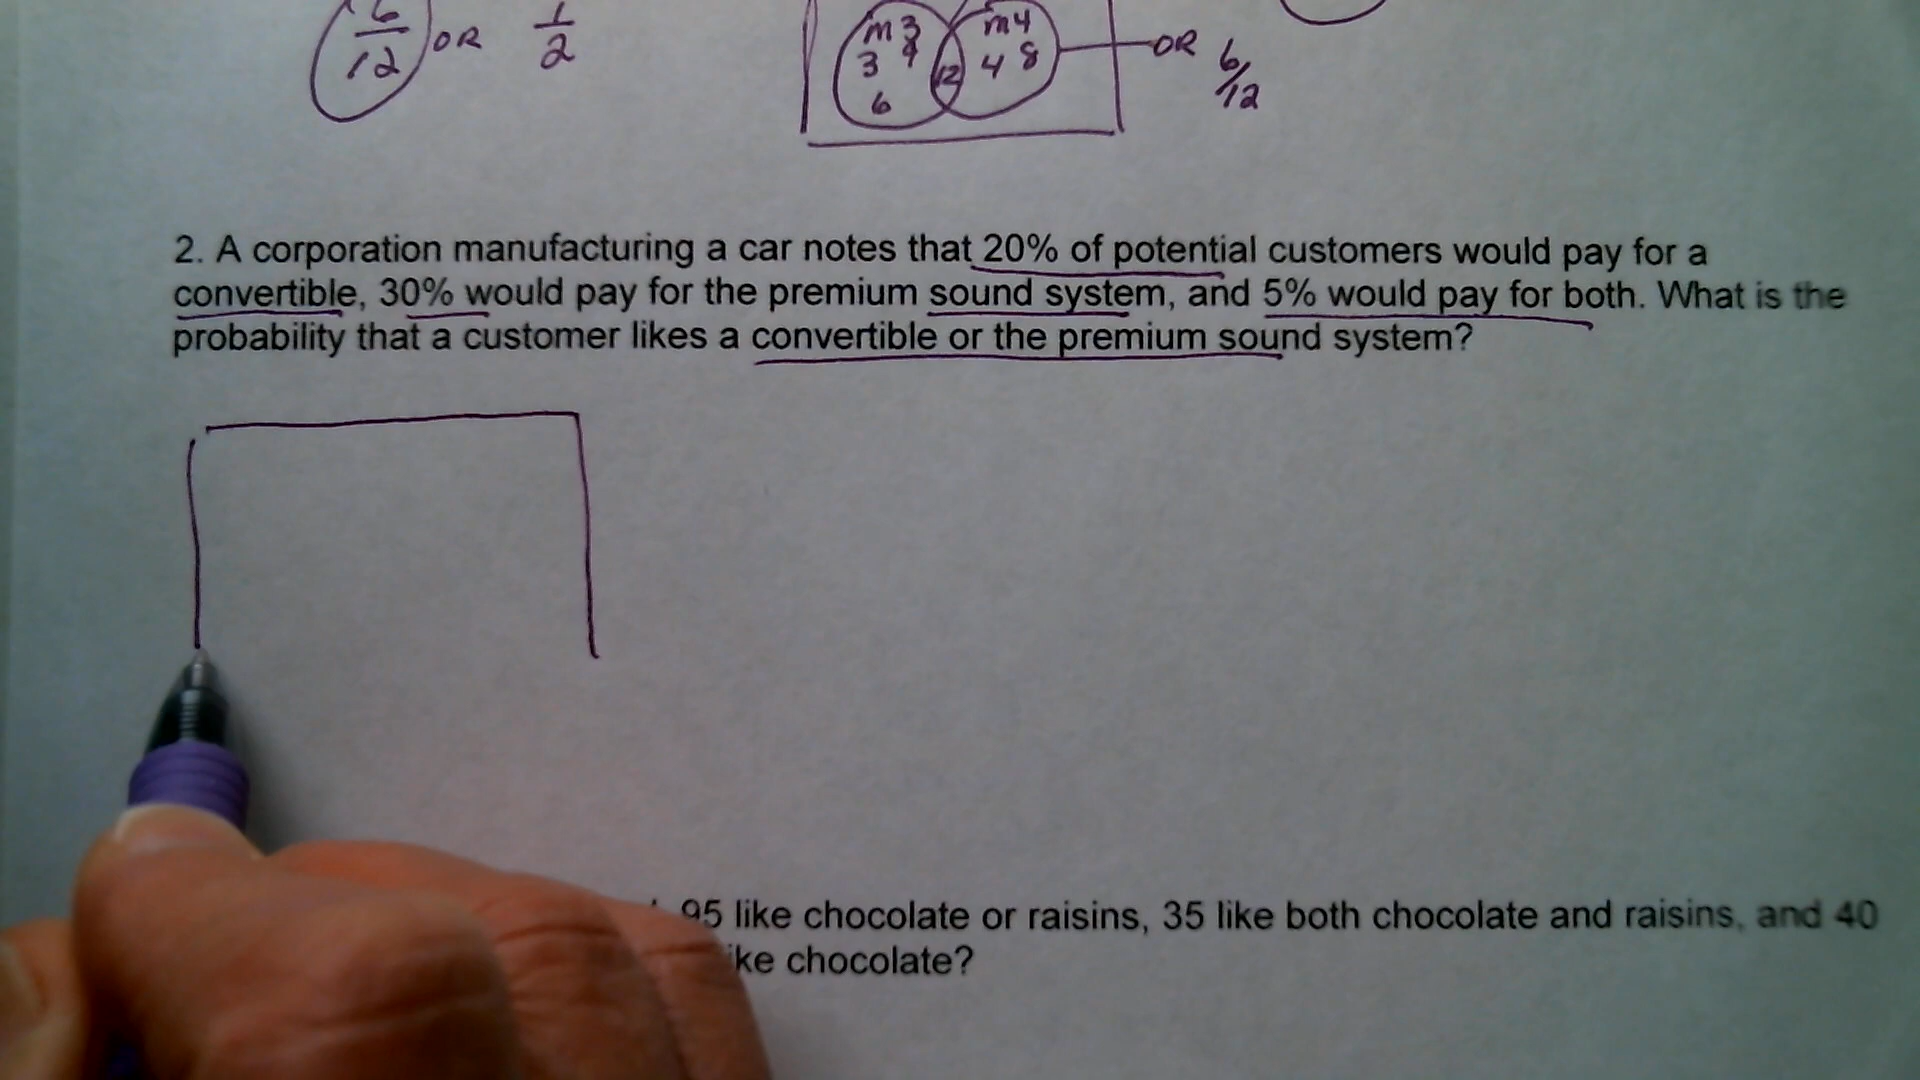 6/12 OR 1/2
m3 m4
3 9 12 4 8 OR 6/12
6
2. A corporation manufacturing a car notes that 20% of potential customers would pay for a
convertible, 30% would pay for the premium sound system, and 5% would pay for both. What is the
probability that a customer likes a convertible or the premium sound system?
95 like chocolate or raisins, 35 like both chocolate and raisins, and 40
chocolate?